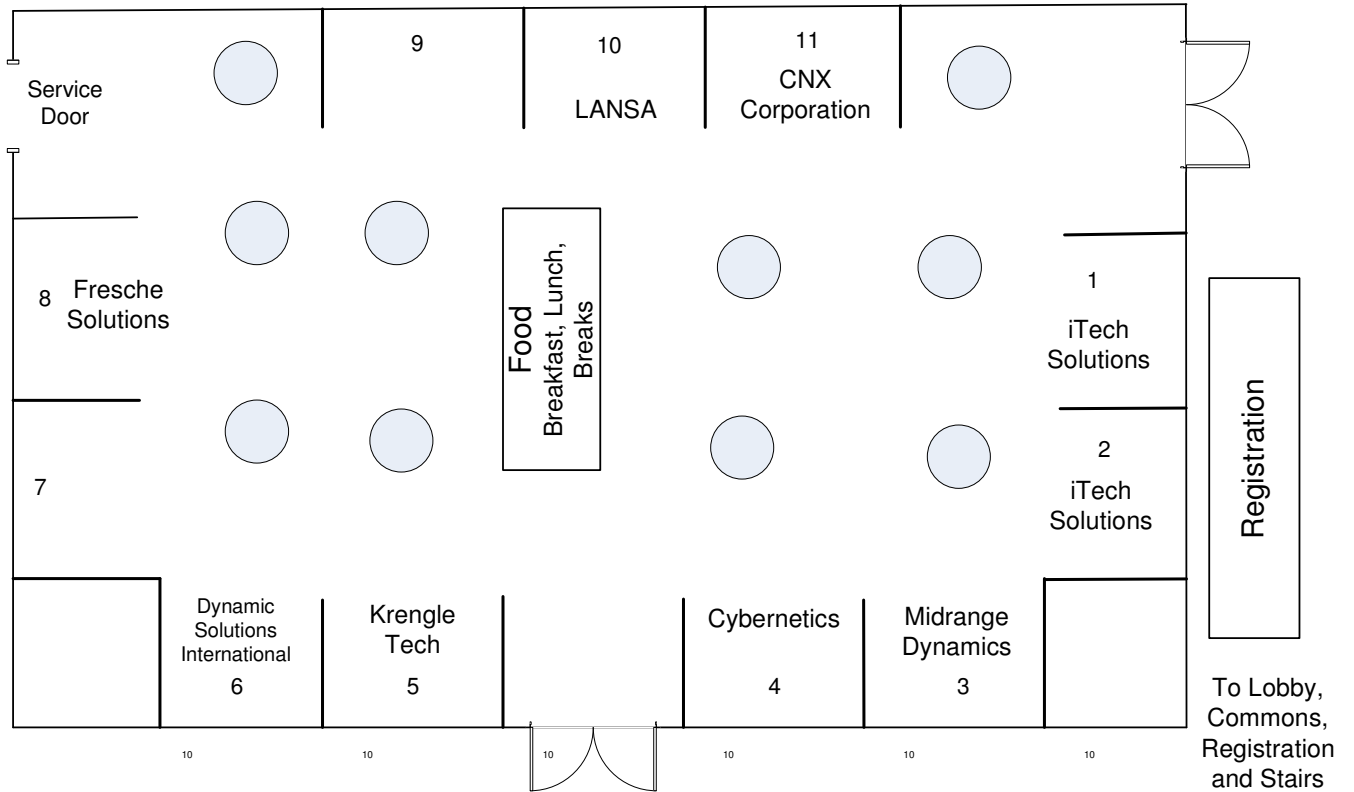 9
10
11
CNX
Corporation
LANSA
Service
Door
8
Fresche
Solutions
Food
Breakfast, Lunch,
Breaks
1
iTech
Solutions
Registration
7
2
iTech
Solutions
Dynamic
Solutions
International
6
Krengle
Tech
5
Cybernetics
4
Midrange
Dynamics
3
To Lobby,
Commons,
Registration
and Stairs
10
10
10
10
10
10